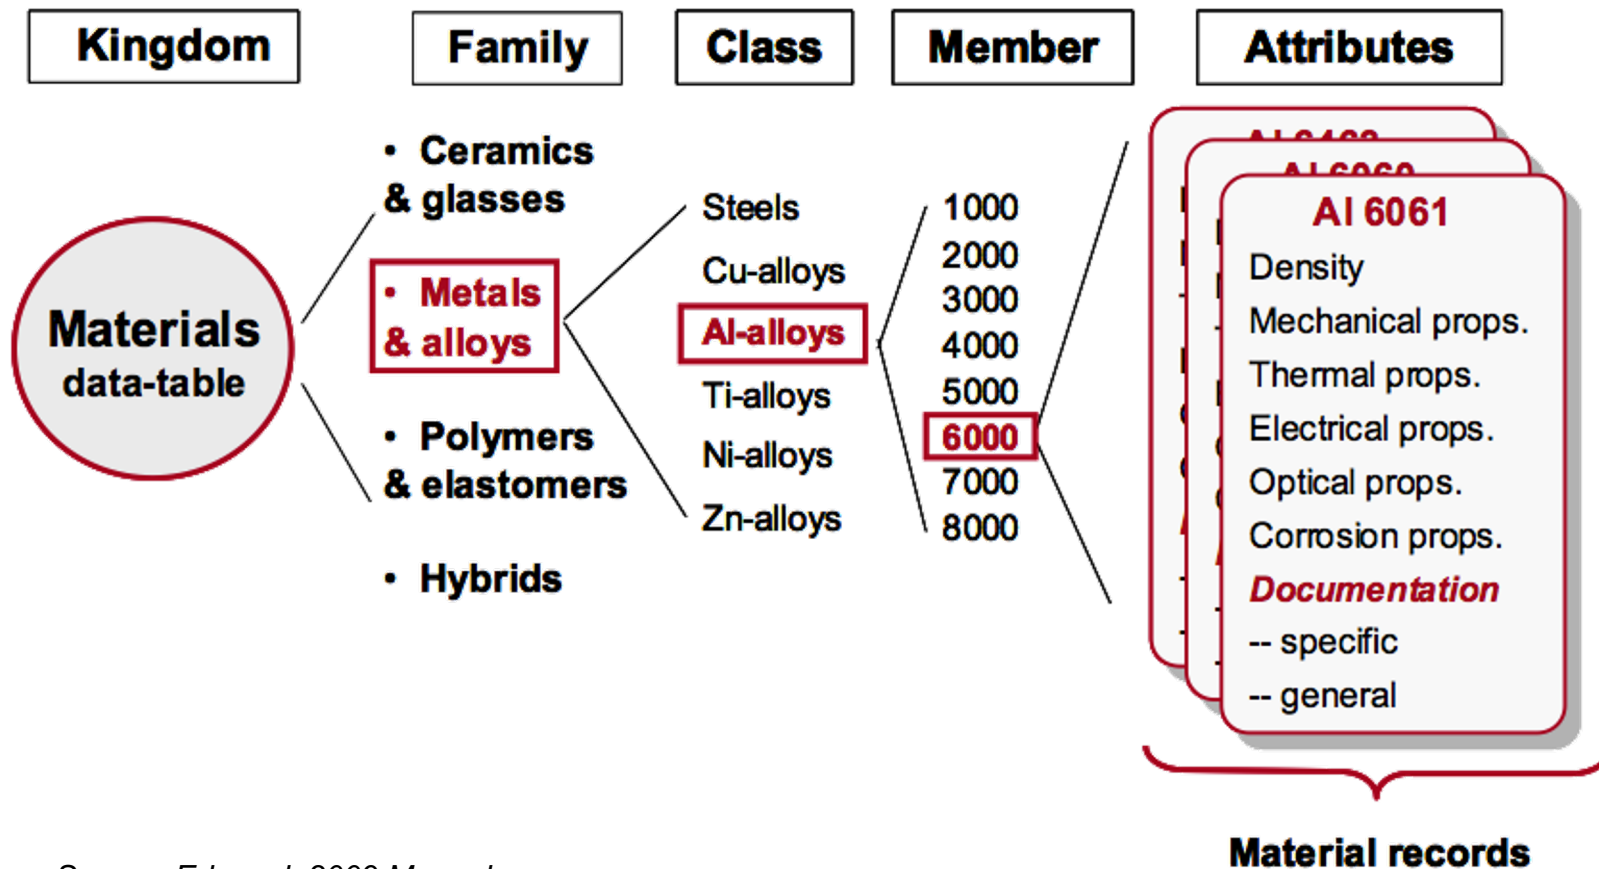 Kingdom
Family
Class
Member
Attributes
Materials
data-table
• Ceramics
& glasses
• Metals
& alloys
• Polymers
& elastomers
• Hybrids
Steels
Cu-alloys
Al-alloys
Ti-alloys
Ni-alloys
Zn-alloys
1000
2000
3000
4000
5000
6000
7000
8000
Al 6061
Density
Mechanical props.
Thermal props.
Electrical props.
Optical props.
Corrosion props.
Documentation
-- specific
-- general
Material records